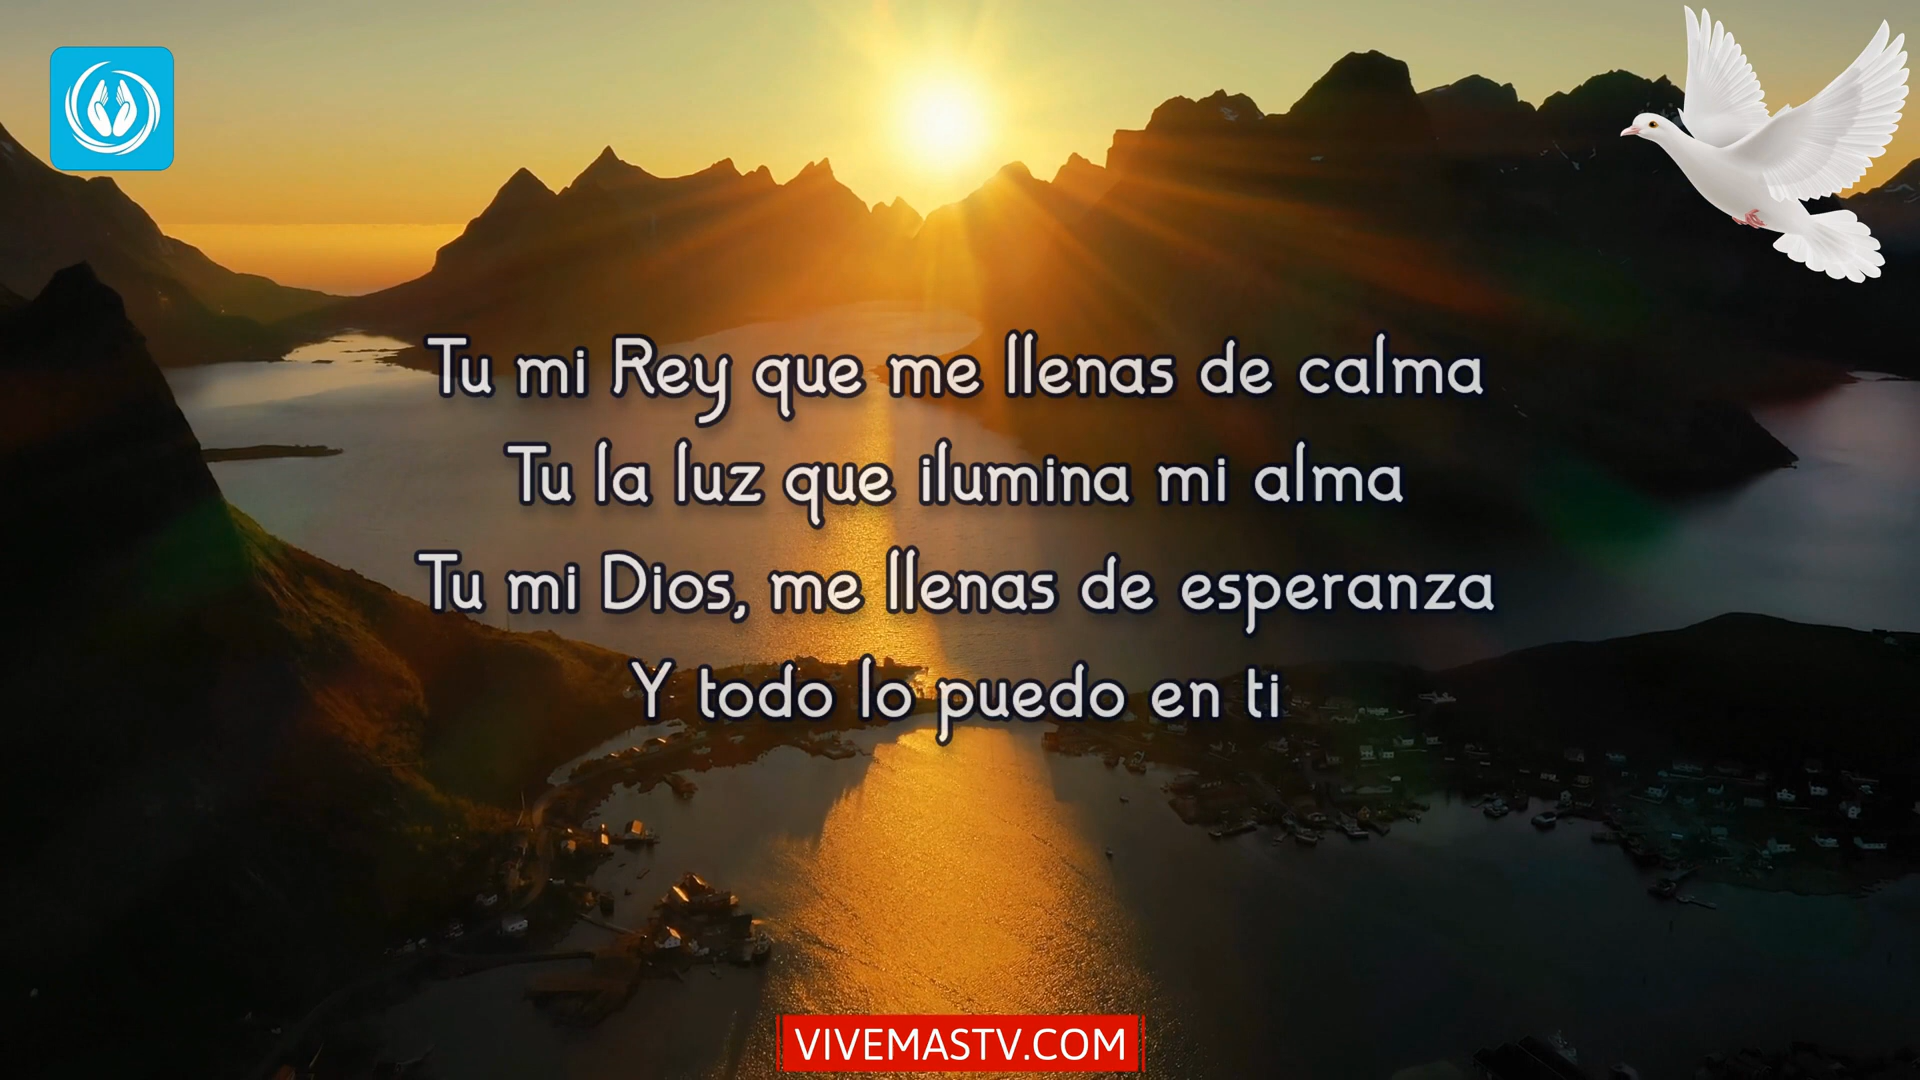 Tu mi Rey que me llenas de calma
Tu la luz que ilumina mi alma
Tu mi Dios, me llenas de esperanza
Y todo lo puedo en ti
VIVEMASTV.COM